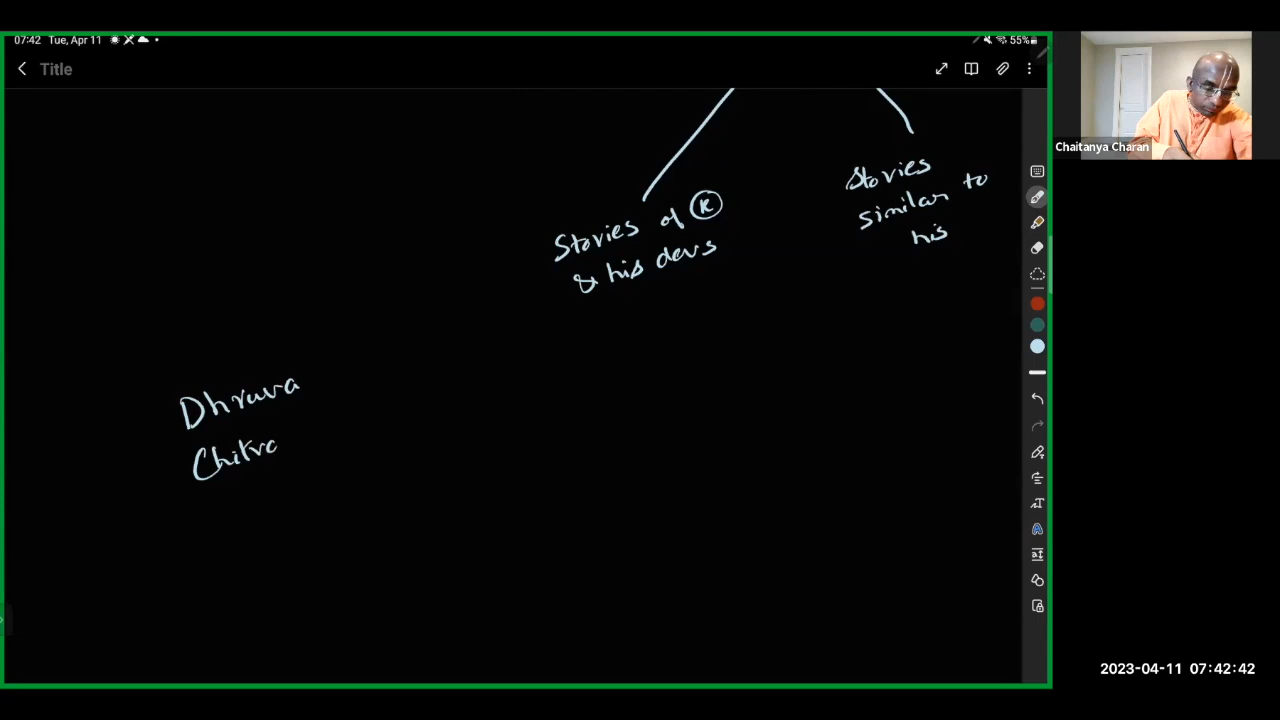 07:42 Tue, Apr 11
55%
Title
Chaitanya Charan
Stories
similar to
his
Stories of K
& his devs
Dhruva
Chitra
2023-04-11 07:42:42